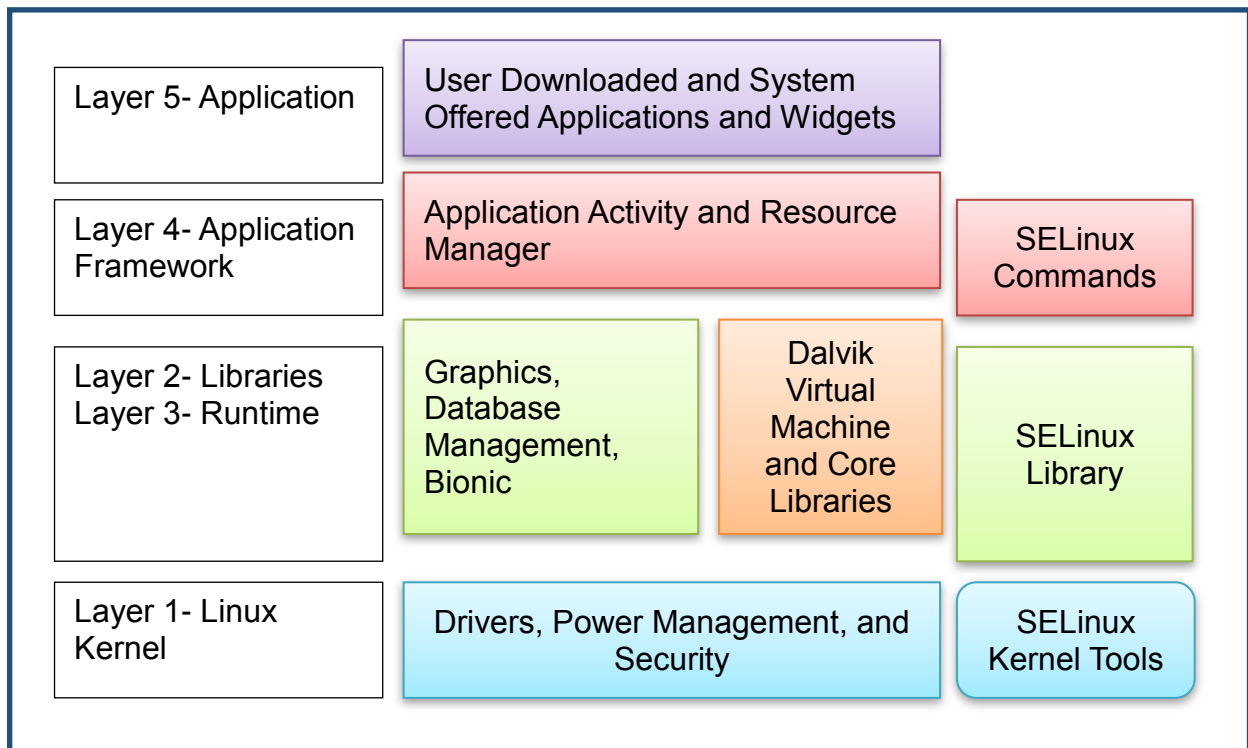 Layer 5- Application
User Downloaded and System
Offered Applications and Widgets
Layer 4- Application
Framework
Application Activity and Resource
Manager
SELinux
Commands
Layer 2- Libraries
Layer 3- Runtime
Graphics,
Database
Management,
Bionic
Dalvik
Virtual
Machine
and Core
Libraries
SELinux
Library
Layer 1- Linux
Kernel
Drivers, Power Management, and
Security
SELinux
Kernel Tools